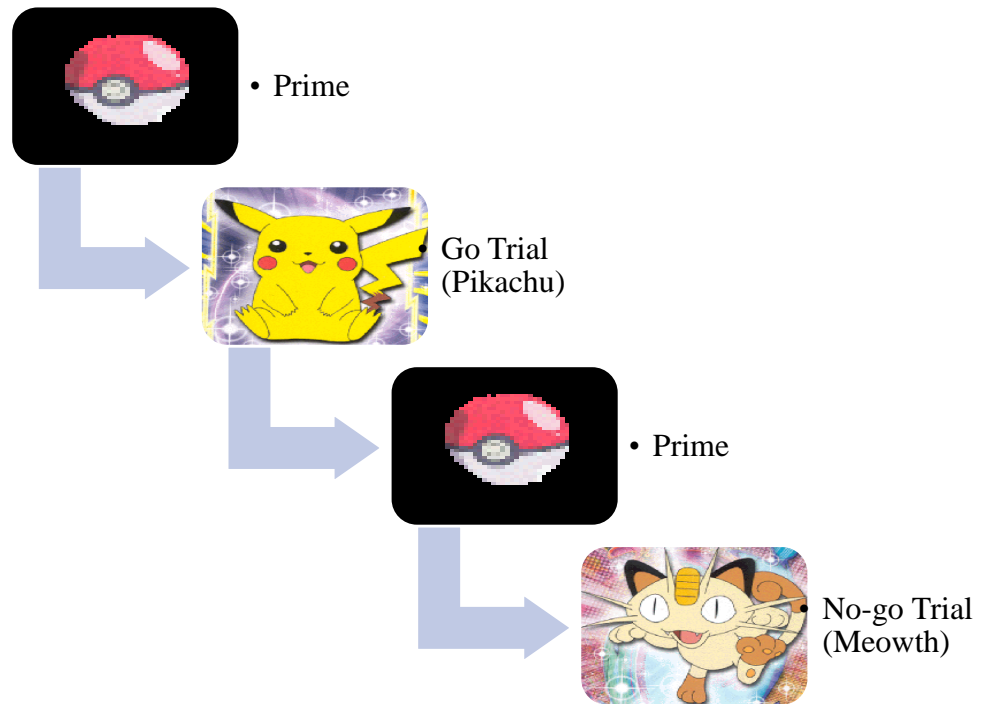 • Prime
• Go Trial
(Pikachu)
• Prime
• No-go Trial
(Meowth)